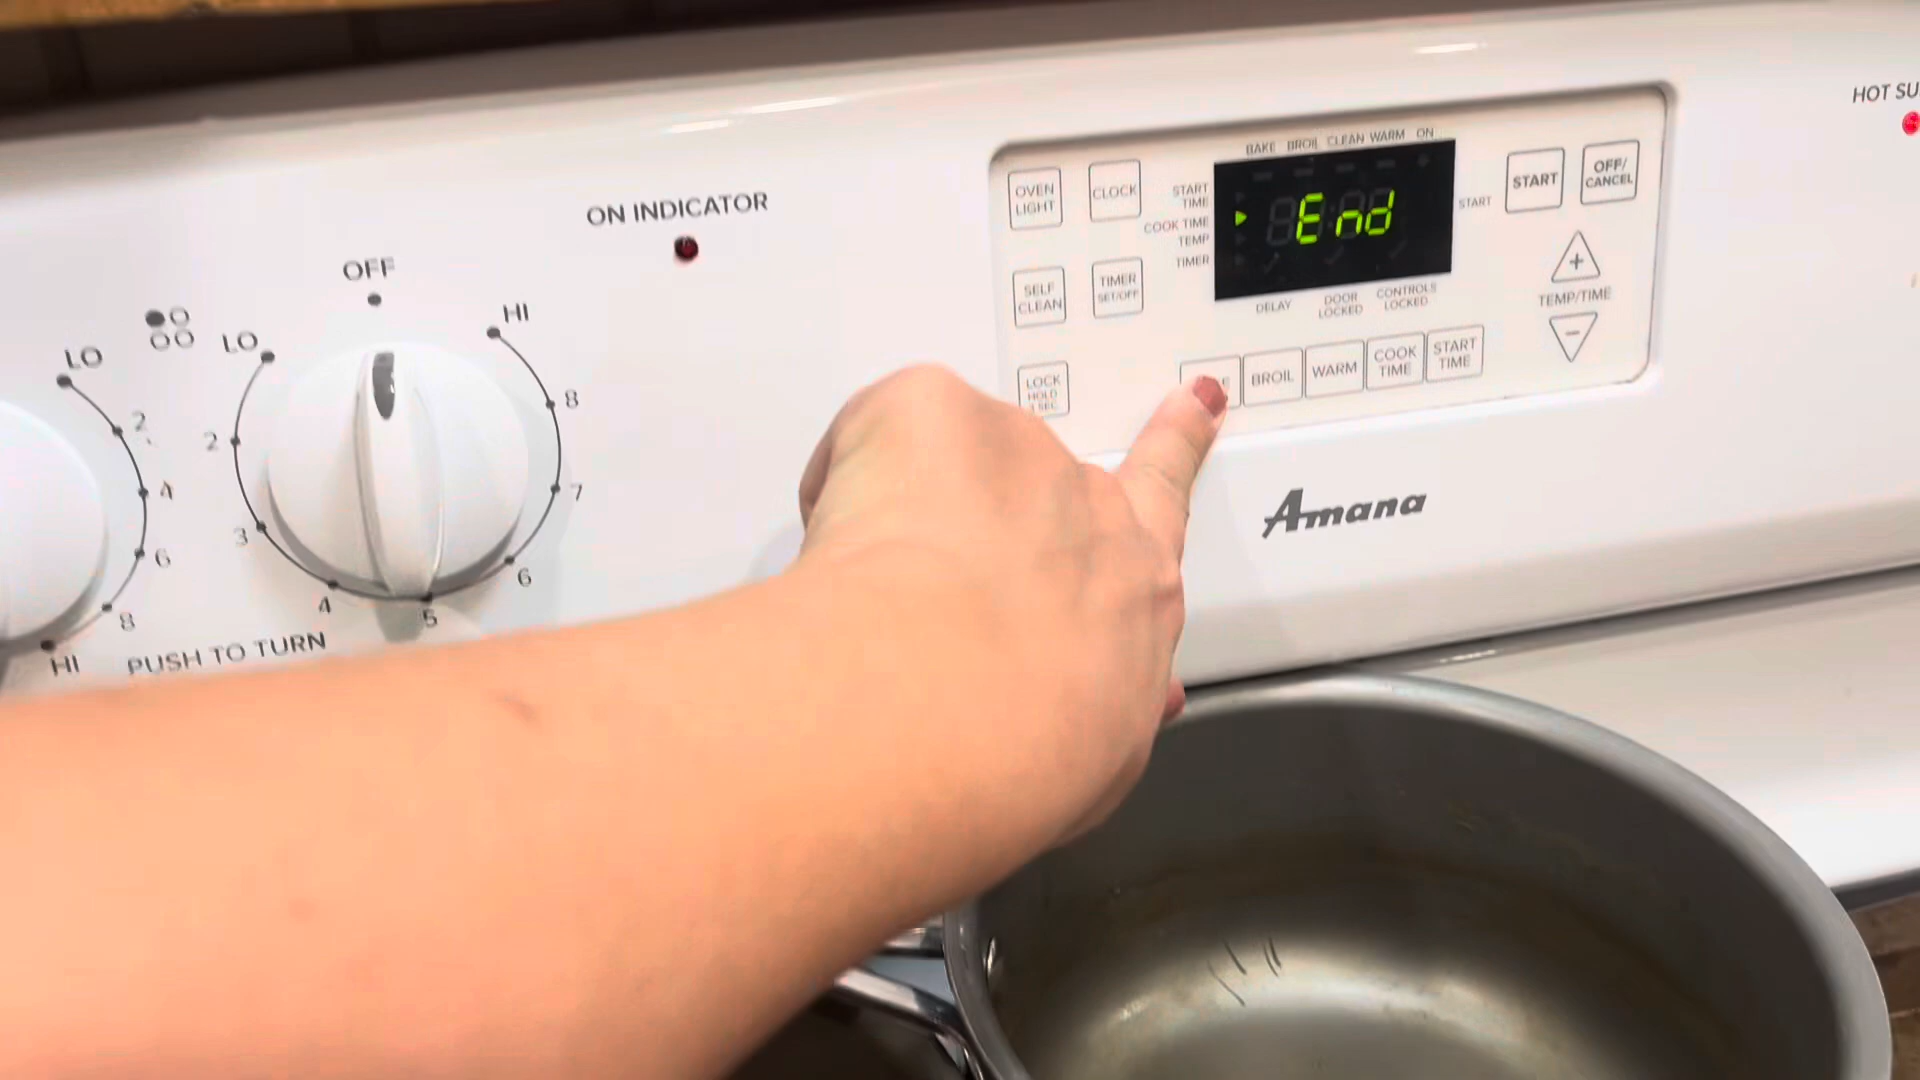 HOT SU
BAKE BROIL CLEAN WARM ON
OVEN
LIGHT
CLOCK
START
TIME
COOK TIME
TEMP
TIMER
End
START
START
OFF/
CANCEL
SELF
CLEAN
TIMER
SET/OFF
DELAY
DOOR
LOCKED
CONTROLS
LOCKED
+
TEMP/TIME
-
LOCK
HOLD
3 SEC
E
BROIL
WARM
COOK
TIME
START
TIME
Amana
ON INDICATOR
OFF
LO
HI
2
3
4
5
6
7
8
LO
2
4
6
8
HI
PUSH TO TURN